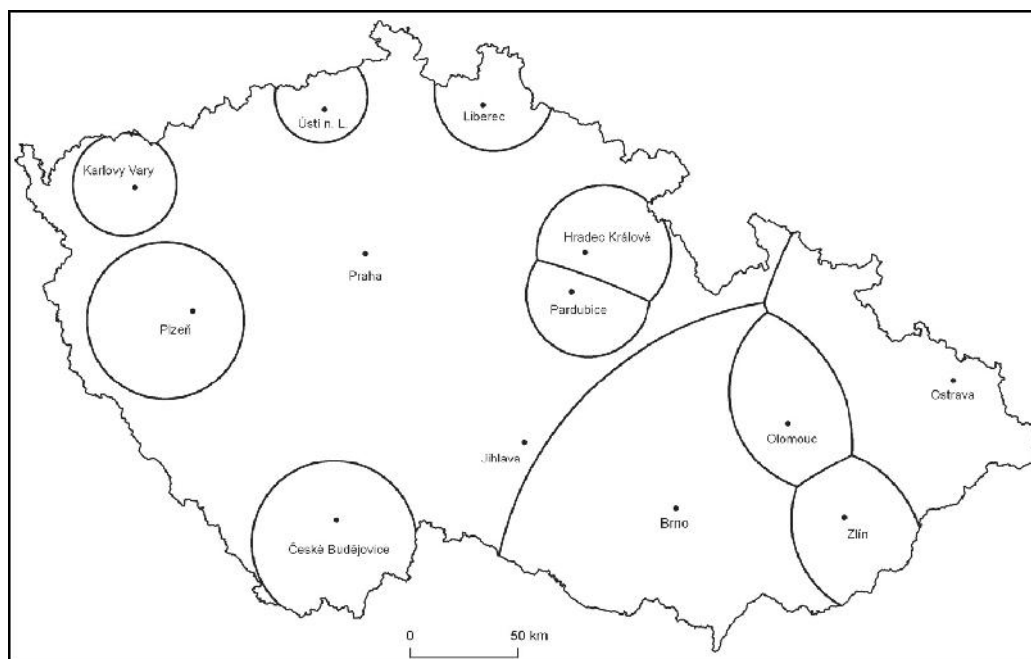 Liberec
Ústí n. L.
Karlovy Vary
Hradec Králové
Praha
Pardubice
Plzeň
Ostrava
Olomouc
Jihlava
Brno
Zlín
České Budějovice
0 50 km